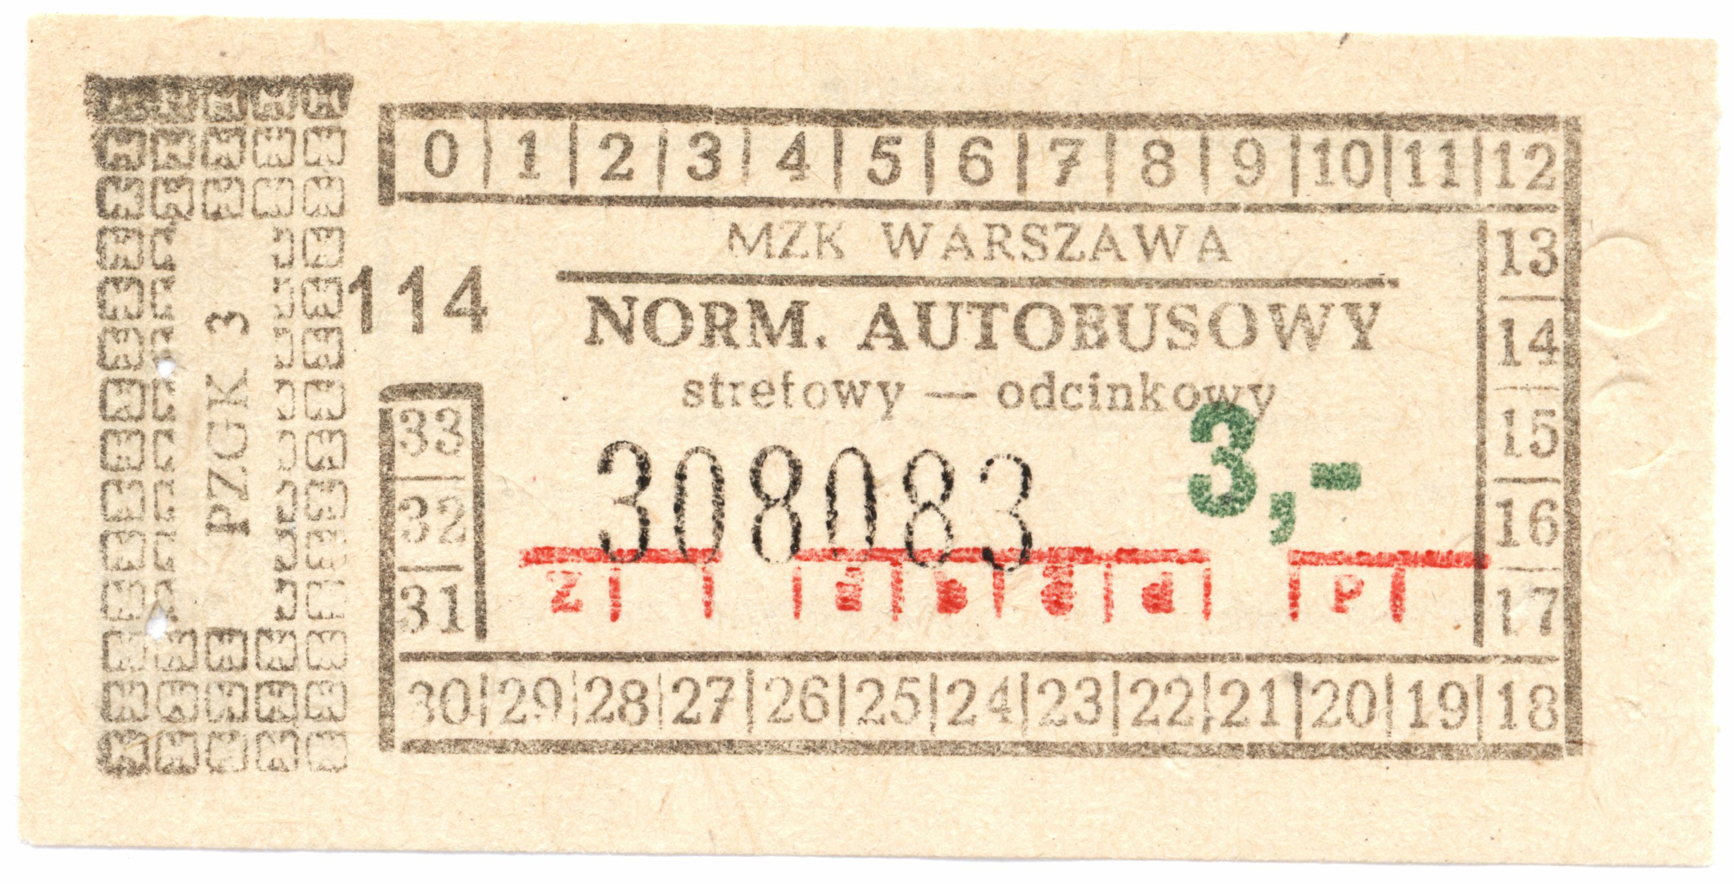 0 1 2 3 4 5 6 7 8 9 10 11 12
MZK WARSZAWA
114
NORM. AUTOBUSOWY
strefowy — odcinkowy
3,-
308083
PZGK 3
13
14
15
16
17
33
32
31
30 29 28 27 26 25 24 23 22 21 20 19 18